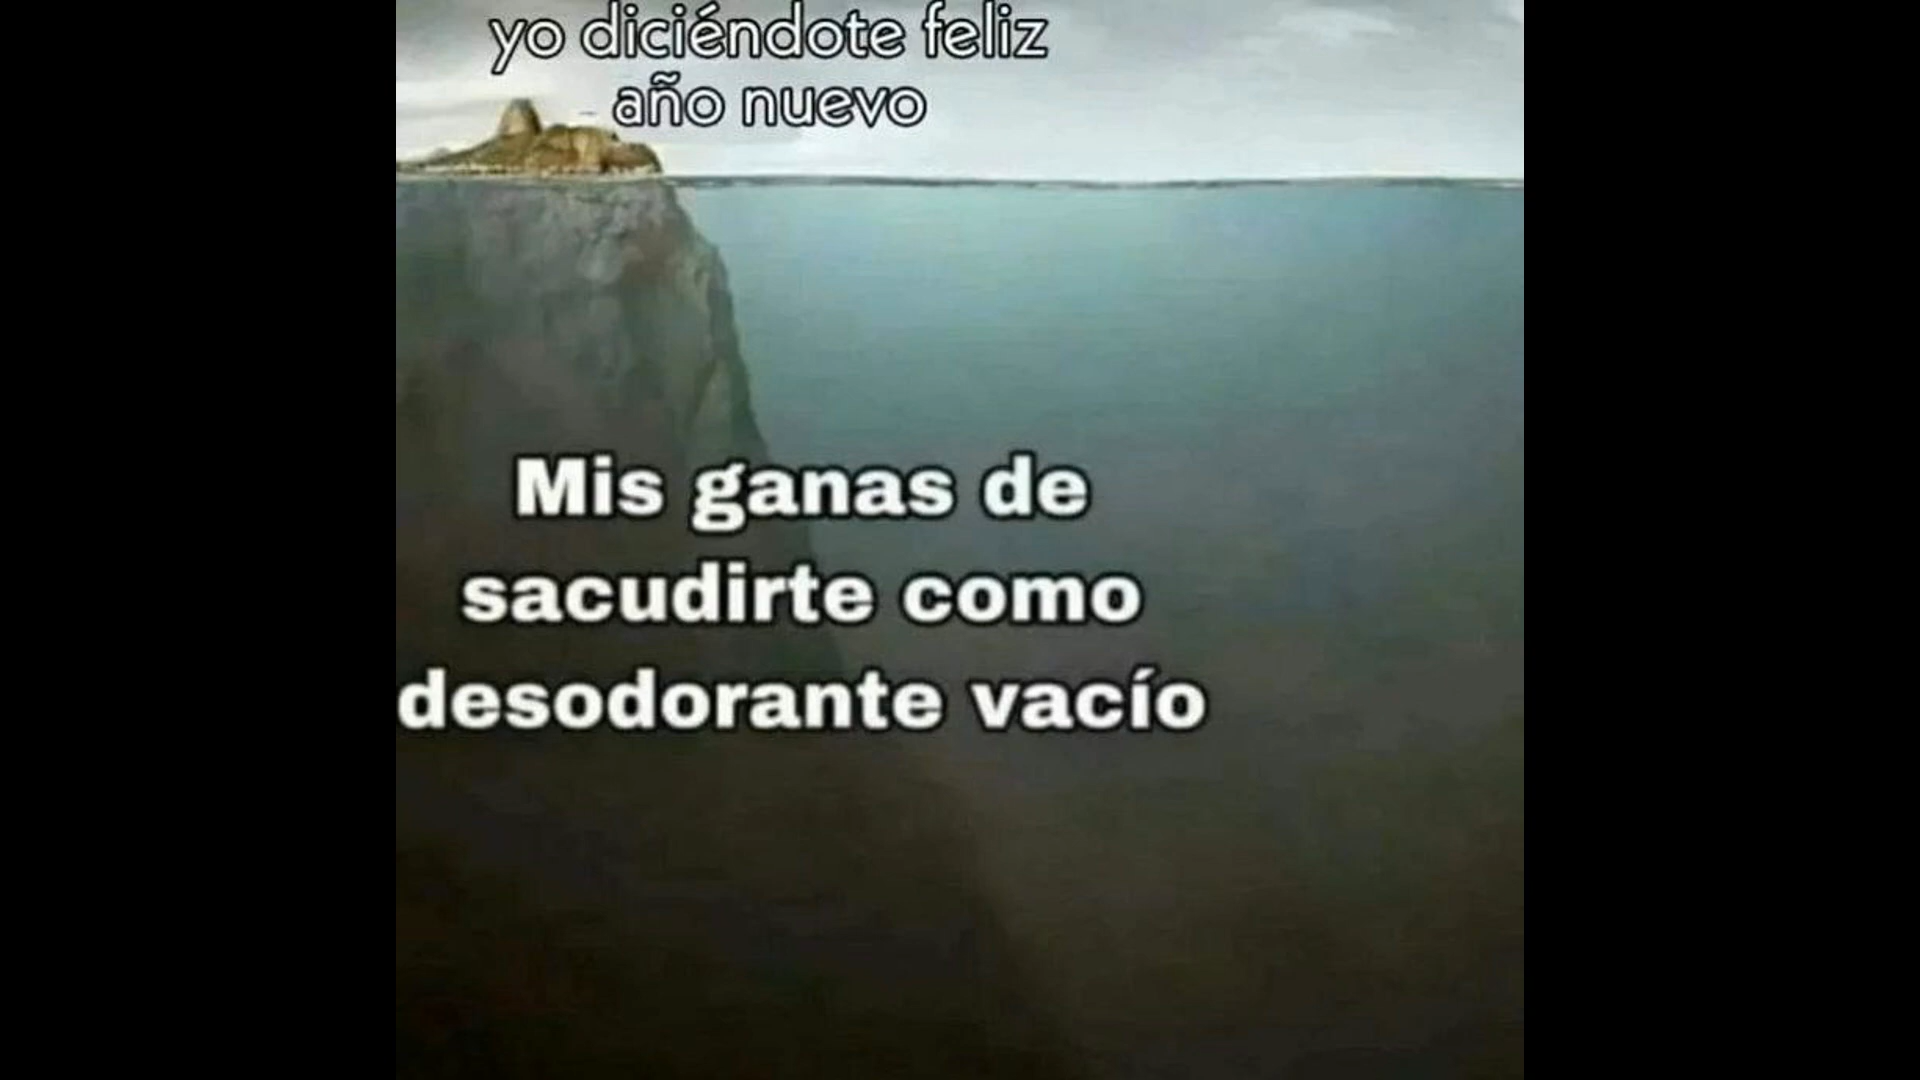 yo diciéndote feliz
año nuevo
Mis ganas de
sacudirte como
desodorante vacío